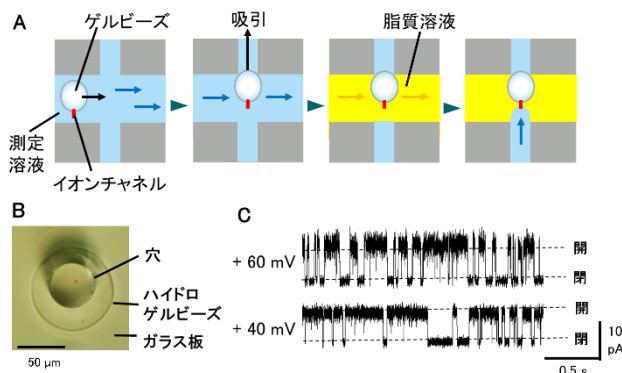 A
ゲルビーズ
吸引
脂質溶液
測定
溶液
イオンチャネル
B
穴
ハイドロ
ゲルビーズ
ガラス板
50 μm
C
+ 60 mV
開
閉
+ 40 mV
開
閉
10
pA
0.5 s